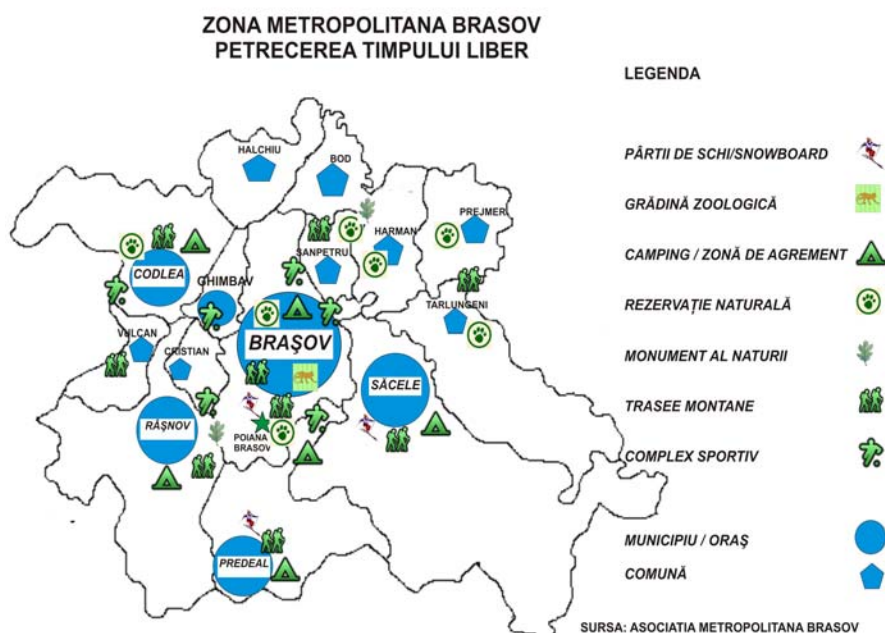 ZONA METROPOLITANA BRASOV
PETRECEREA TIMPULUI LIBER
LEGENDA
PÂRTII DE SCHI/SNOWBOARD
GRĂDINĂ ZOOLOGICĂ
CAMPING / ZONĂ DE AGREMENT
REZERVAȚIE NATURALĂ
MONUMENT AL NATURII
TRASEE MONTANE
COMPLEX SPORTIV
MUNICIPIU / ORAȘ
COMUNĂ
HALCHIU
BOD
PREJMER
HARMAN
SANPETRU
CODLEA
GHIMBAV
TARLUNGENI
VULCAN
BRAȘOV
CRISTIAN
SĂCELE
RÂȘNOV
POIANA
BRASOV
PREDEAL
SURSA: ASOCIATIA METROPOLITANA BRASOV